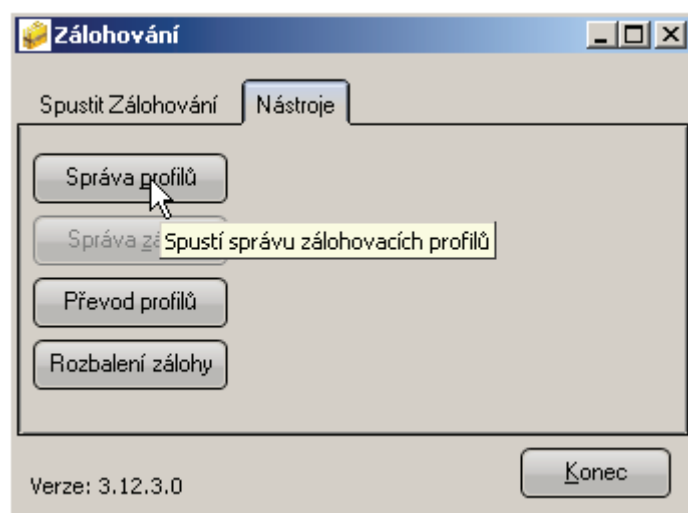 Zálohování
Spustit Zálohování
Nástroje
Správa profilů
Správa
Spustí správu zálohovacích profilů
Převod profilů
Rozbalení zálohy
Verze: 3.12.3.0
Konec